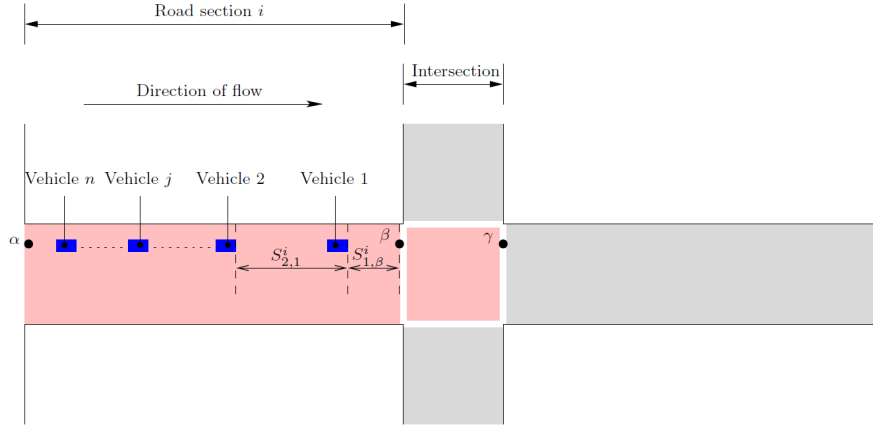 Road section i
Intersection
Direction of flow
Vehicle n Vehicle j Vehicle 2 Vehicle 1
α β γ
S^i_{2,1} S^i_{1,β}